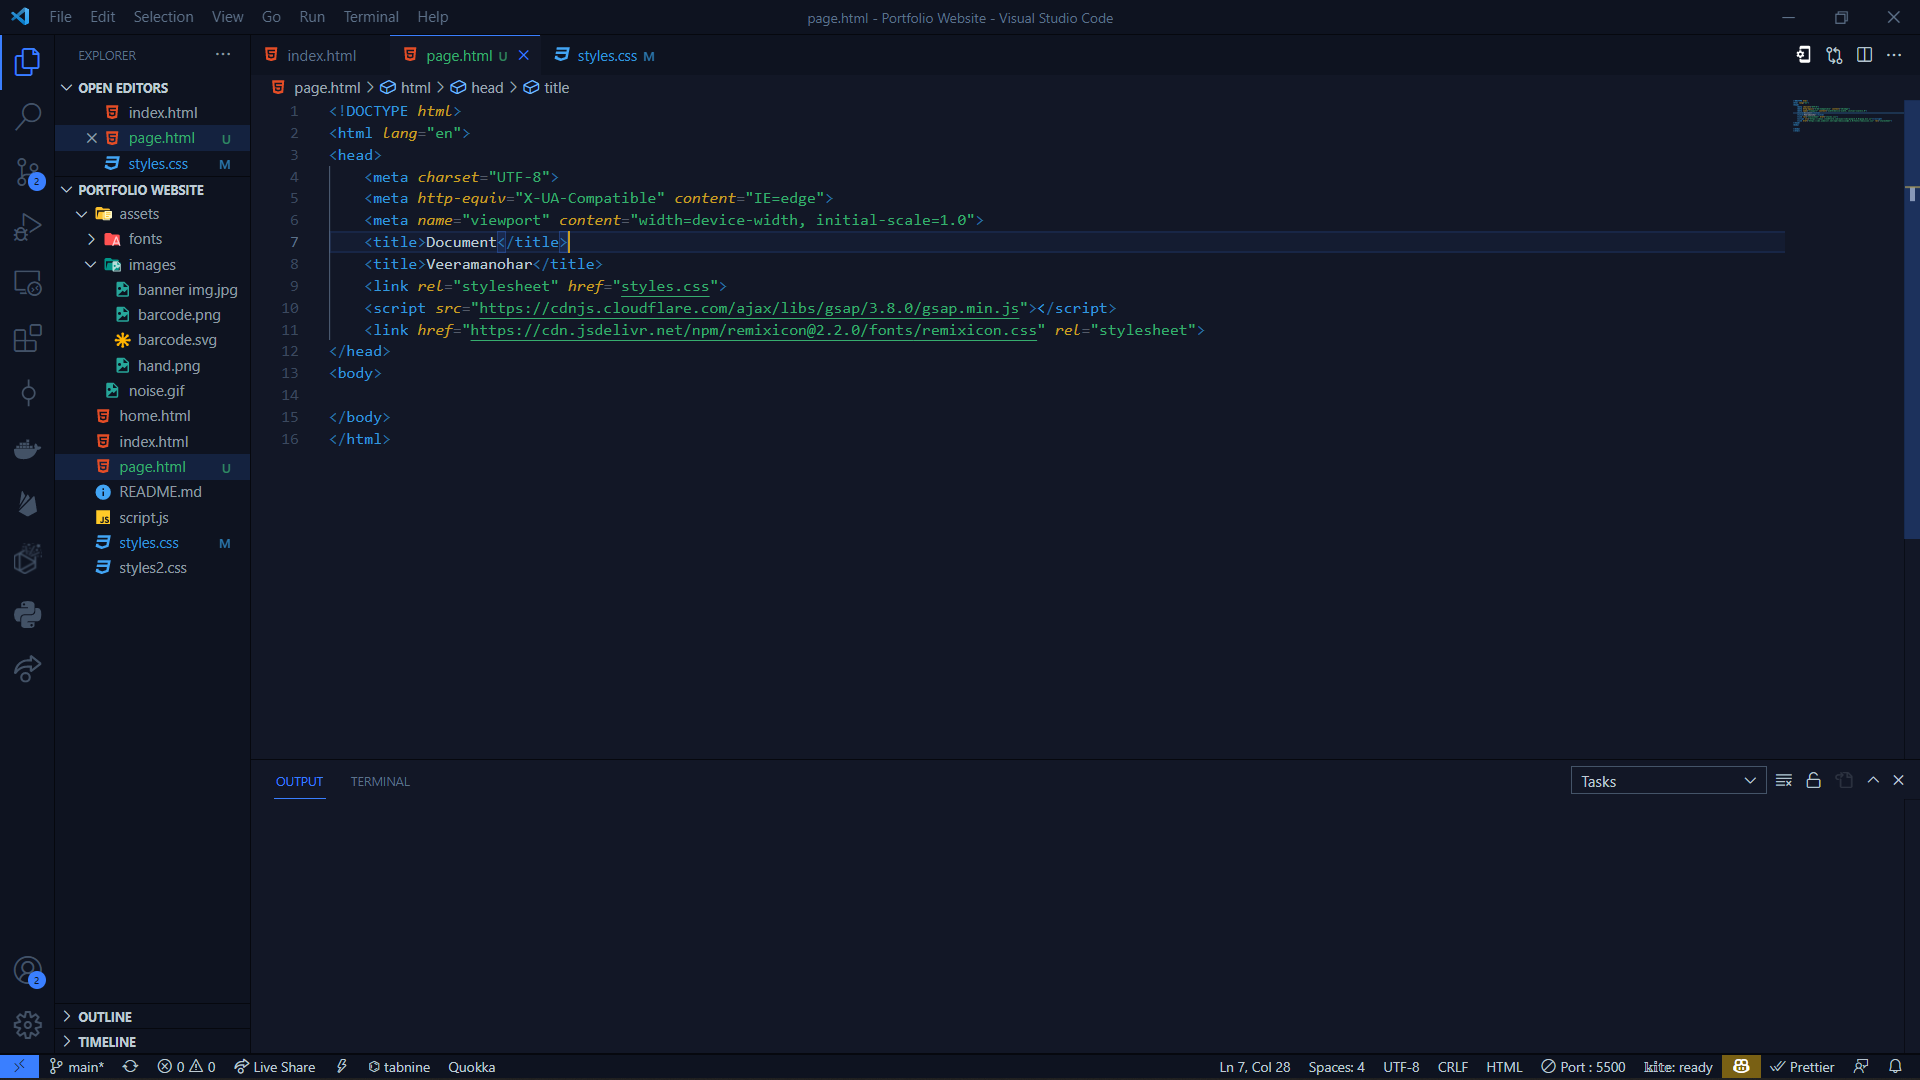 File Edit Selection View Go Run Terminal Help
page.html - Portfolio Website - Visual Studio Code
EXPLORER
OPEN EDITORS
index.html
page.html U
styles.css M
2
PORTFOLIO WEBSITE
assets
fonts
images
banner img.jpg
barcode.png
barcode.svg
hand.png
noise.gif
home.html
index.html
page.html U
README.md
script.js
styles.css M
styles2.css
2
OUTLINE
TIMELINE
index.html page.html U styles.css M
page.html > html > head > title
1 <!DOCTYPE html>
2 <html lang="en">
3 <head>
4 <meta charset="UTF-8">
5 <meta http-equiv="X-UA-Compatible" content="IE=edge">
6 <meta name="viewport" content="width=device-width, initial-scale=1.0">
7 <title>Document</title>
8 <title>Veeramanohar</title>
9 <link rel="stylesheet" href="styles.css">
10 <script src="https://cdnjs.cloudflare.com/ajax/libs/gsap/3.8.0/gsap.min.js"></script>
11 <link href="https://cdn.jsdelivr.net/npm/remixicon@2.2.0/fonts/remixicon.css" rel="stylesheet">
12 </head>
13 <body>
14
15 </body>
16 </html>
OUTPUT TERMINAL
Tasks
main* 0 0 Live Share tabnine Quokka
Ln 7, Col 28 Spaces: 4 UTF-8 CRLF HTML Port : 5500 kite: ready Prettier